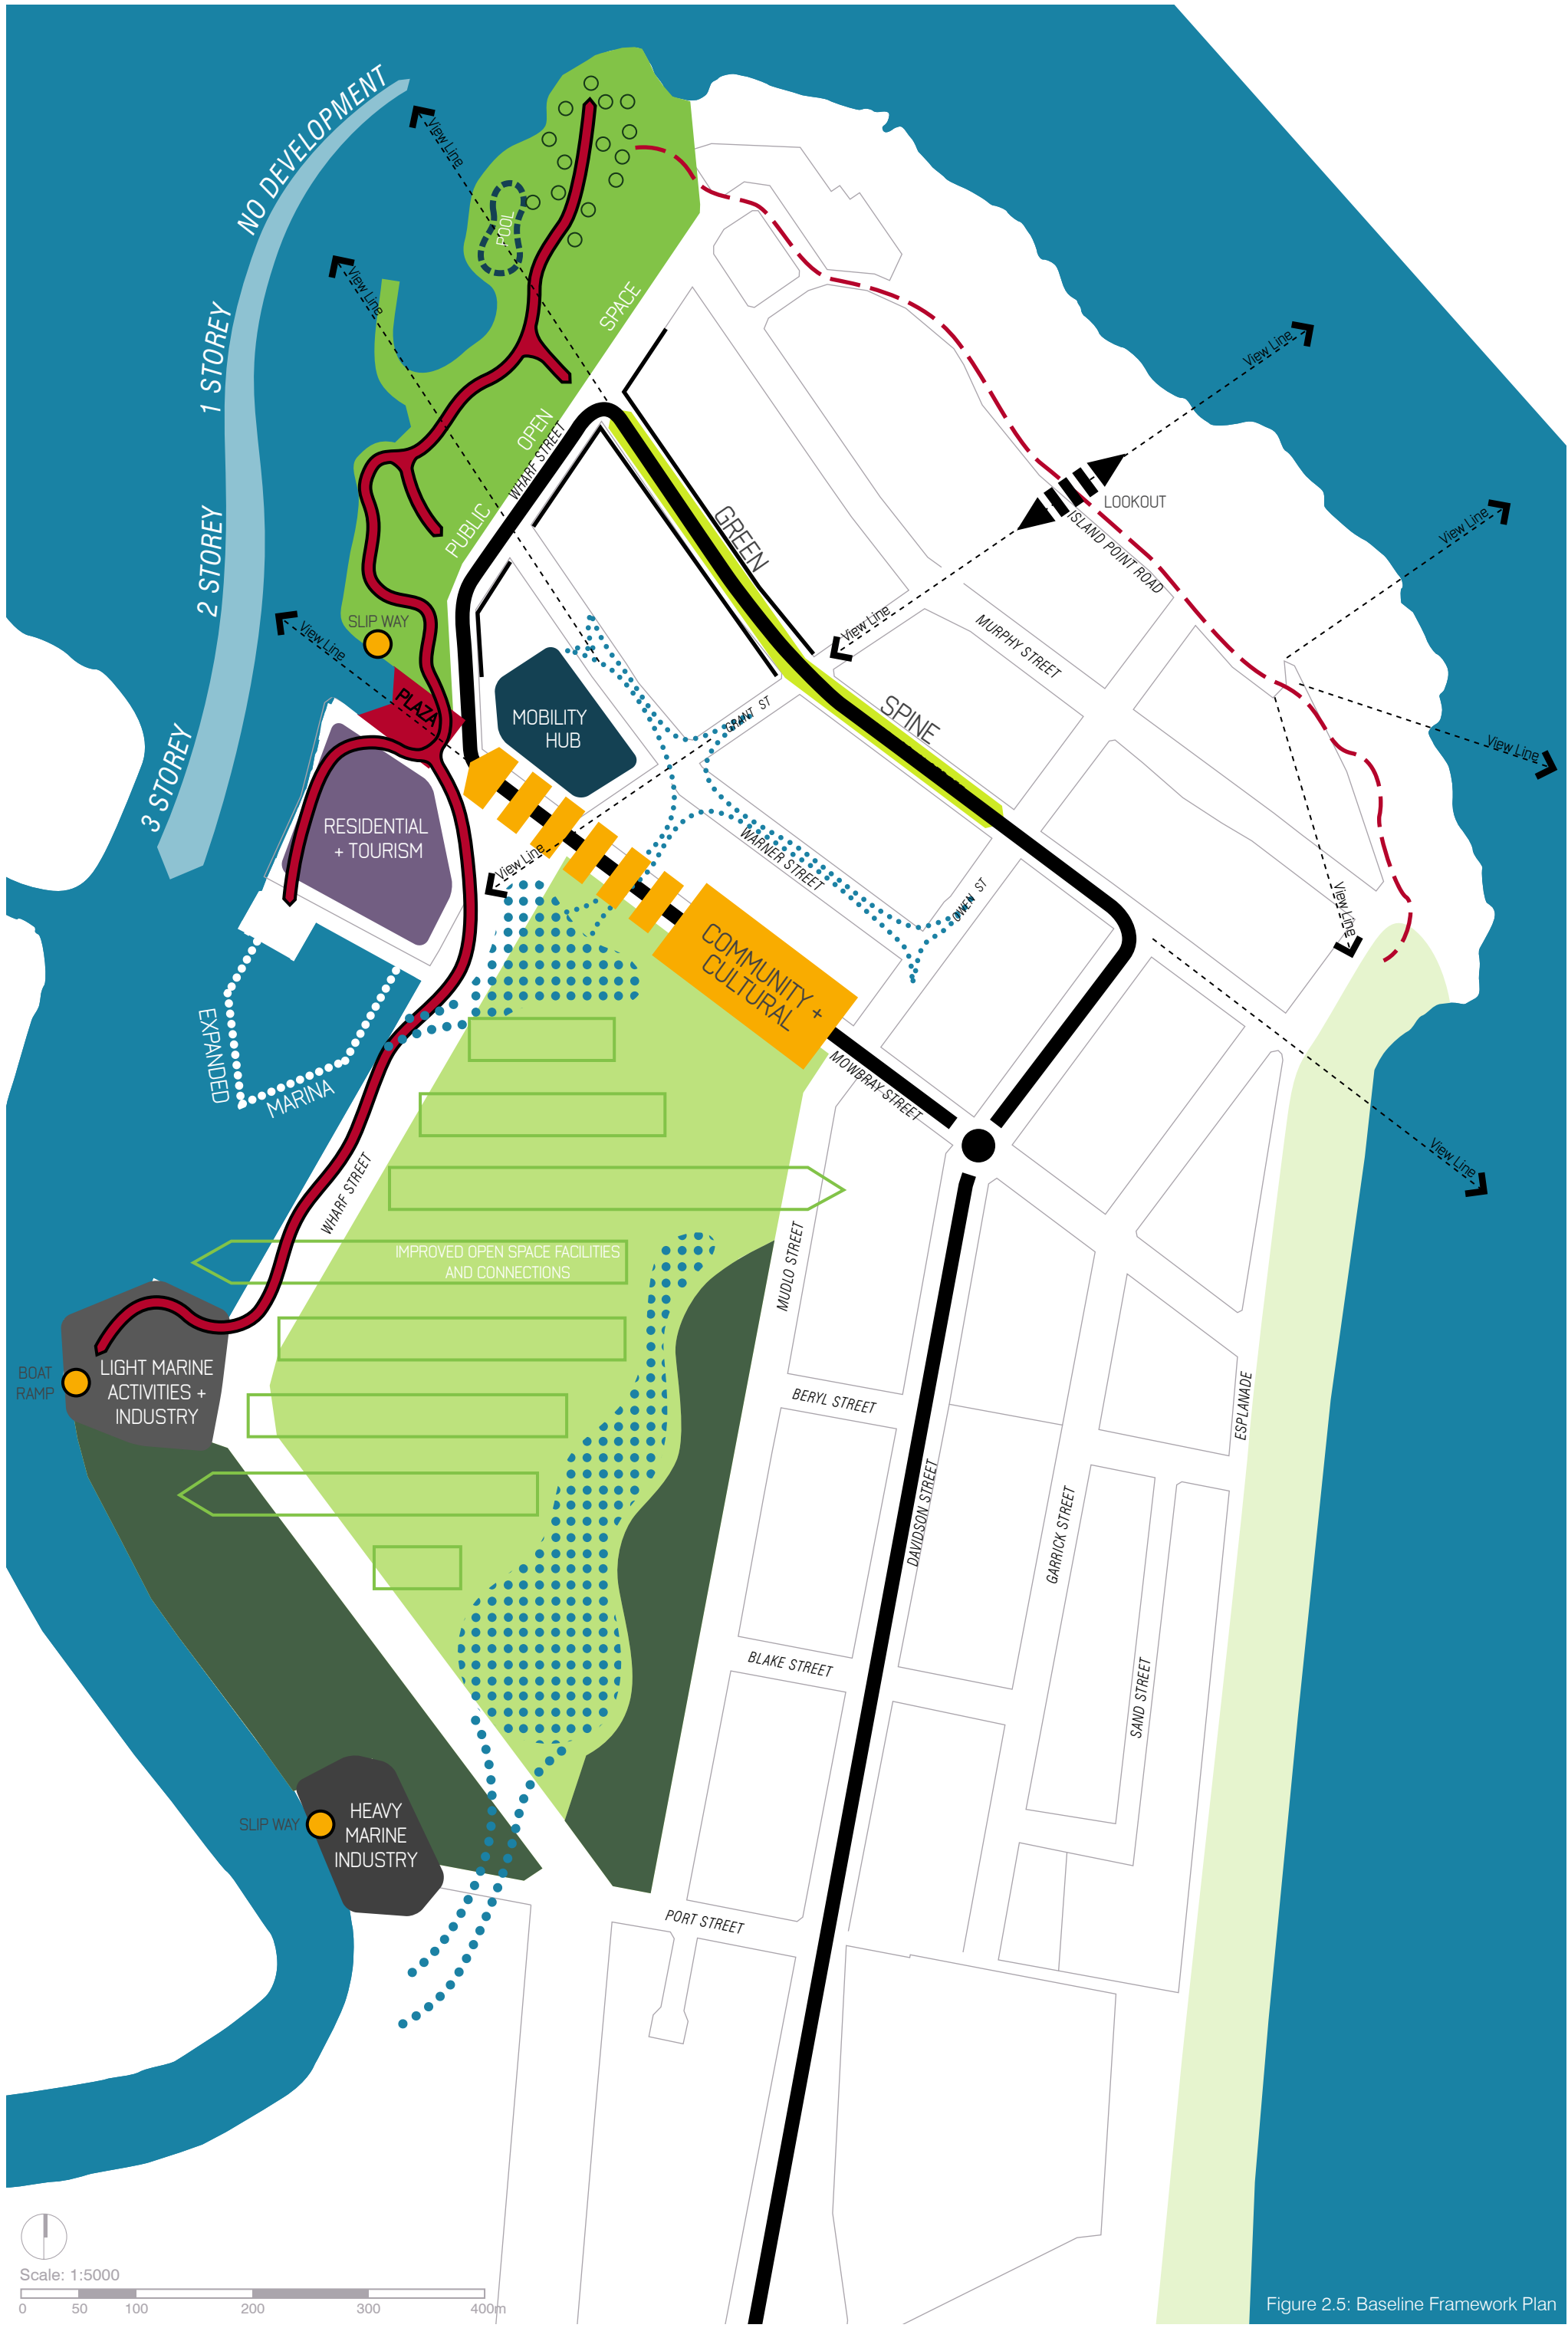 NO DEVELOPMENT
1 STOREY
2 STOREY
3 STOREY
View Line
View Line
View Line
POOL
PUBLIC OPEN SPACE
WHARF STREET
GREEN SPINE
View Line
LOOKOUT
ISLAND POINT ROAD
View Line
View Line
MURPHY STREET
SLIP WAY
PLAZA
MOBILITY
HUB
GRANT ST
View Line
RESIDENTIAL
+ TOURISM
View Line
WARNER STREET
OWEN ST
View Line
COMMUNITY +
CULTURAL
EXPANDED
MARINA
MOWBRAY STREET
View Line
WHARF STREET
IMPROVED OPEN SPACE FACILITIES
AND CONNECTIONS
MUDLO STREET
BOAT
RAMP
LIGHT MARINE
ACTIVITIES +
INDUSTRY
BERYL STREET
ESPLANADE
DAVIDSON STREET
GARRICK STREET
BLAKE STREET
SAND STREET
SLIP WAY
HEAVY
MARINE
INDUSTRY
PORT STREET
Scale: 1:5000
0 50 100 200 300 400m
Figure 2.5: Baseline Framework Plan